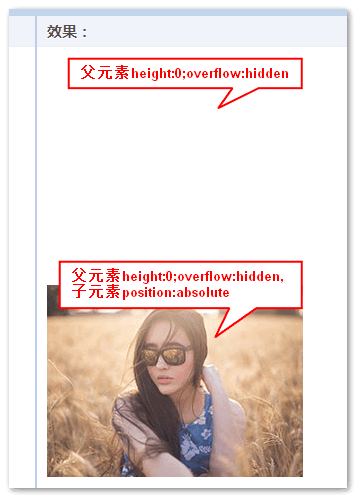 效果：
父元素height:0;overflow:hidden
父元素height:0;overflow:hidden,
子元素position:absolute